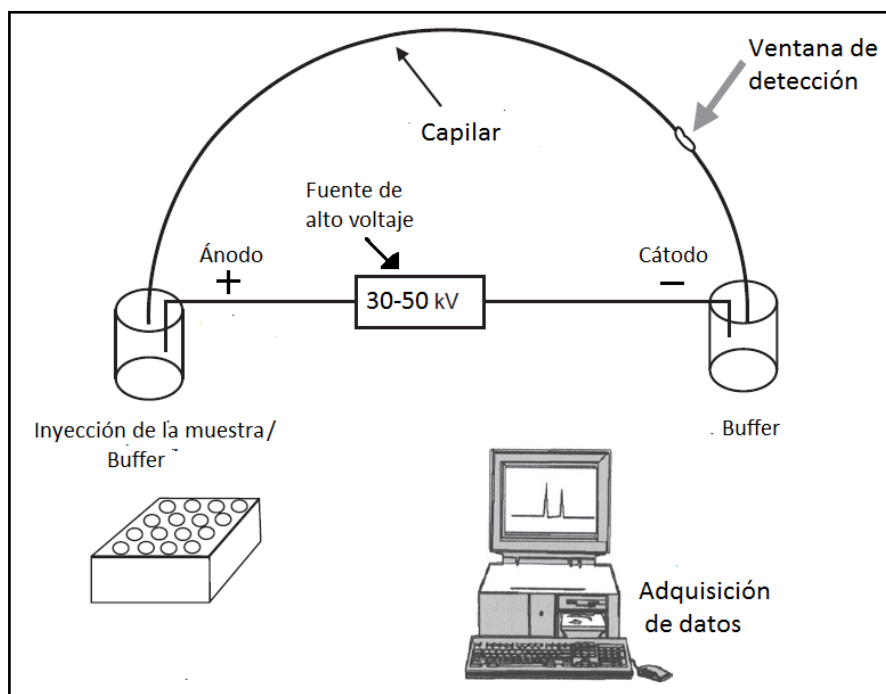 Ventana de
detección
Capilar
Fuente de
alto voltaje
Ánodo
Cátodo
+
30-50 kV
−
Inyección de la muestra/
Buffer
. Buffer
Adquisición
de datos